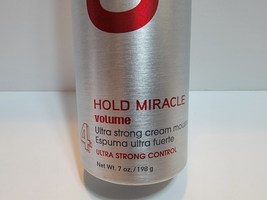 HOLD MIRACLE
volume
Ultra strong cream mousse
Espuma ultra fuerte
ULTRA STRONG CONTROL
Net Wt. 7 oz. / 198 g